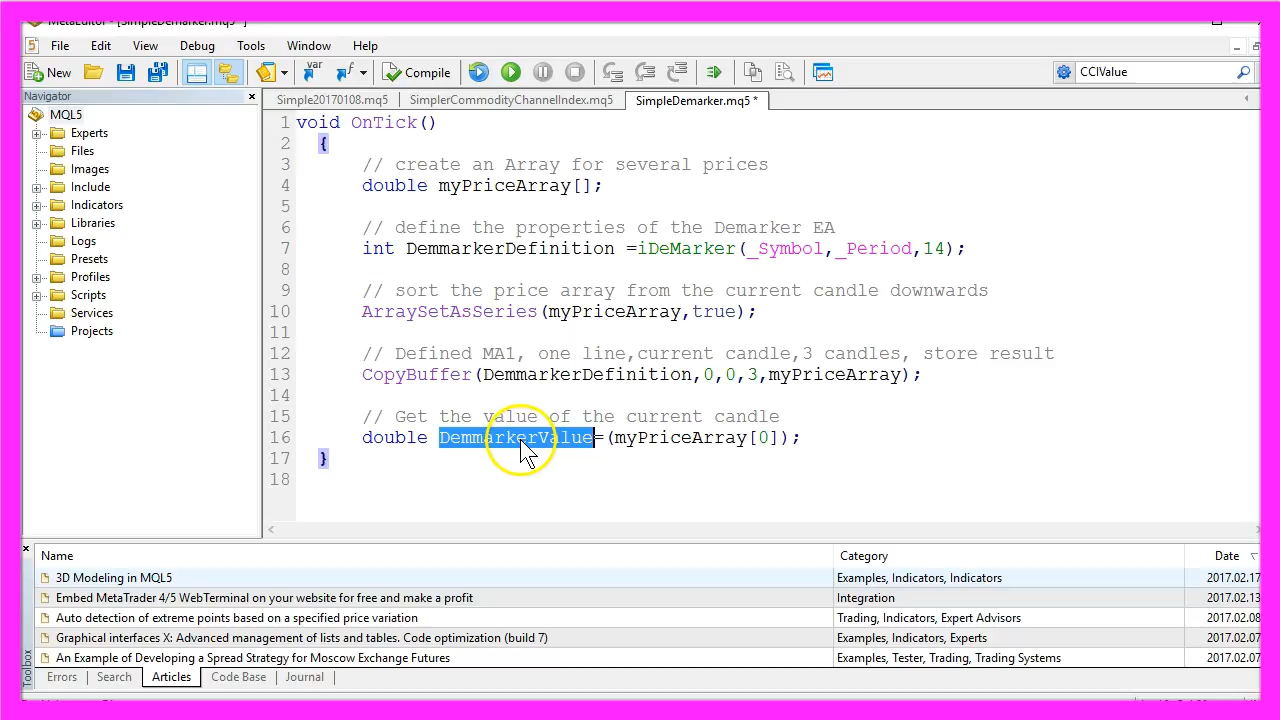 MetaEditor - [SimpleDemarker.mq5 * ]
File Edit View Debug Tools Window Help
New var f Compile CCIValue
Navigator
Simple20170108.mq5 SimplerCommodityChannelIndex.mq5 SimpleDemarker.mq5 *
MQL5
Experts
Files
Images
Include
Indicators
Libraries
Logs
Presets
Profiles
Scripts
Services
Projects
1 void OnTick()
2 {
3 // create an Array for several prices
4 double myPriceArray[];
5
6 // define the properties of the Demarker EA
7 int DemmarkerDefinition =iDeMarker(_Symbol,_Period,14);
8
9 // sort the price array from the current candle downwards
10 ArraySetAsSeries(myPriceArray,true);
11
12 // Defined MA1, one line,current candle,3 candles, store result
13 CopyBuffer(DemmarkerDefinition,0,0,3,myPriceArray);
14
15 // Get the value of the current candle
16 double DemmarkerValue=(myPriceArray[0]);
17 }
18
Name Category Date
3D Modeling in MQL5 Examples, Indicators, Indicators 2017.02.17
Embed MetaTrader 4/5 WebTerminal on your website for free and make a profit Integration 2017.02.13
Auto detection of extreme points based on a specified price variation Trading, Indicators, Expert Advisors 2017.02.08
Graphical interfaces X: Advanced management of lists and tables. Code optimization (build 7) Examples, Indicators, Experts 2017.02.07
An Example of Developing a Spread Strategy for Moscow Exchange Futures Examples, Tester, Trading, Trading Systems 2017.02.07
Toolbox
Errors Search Articles Code Base Journal